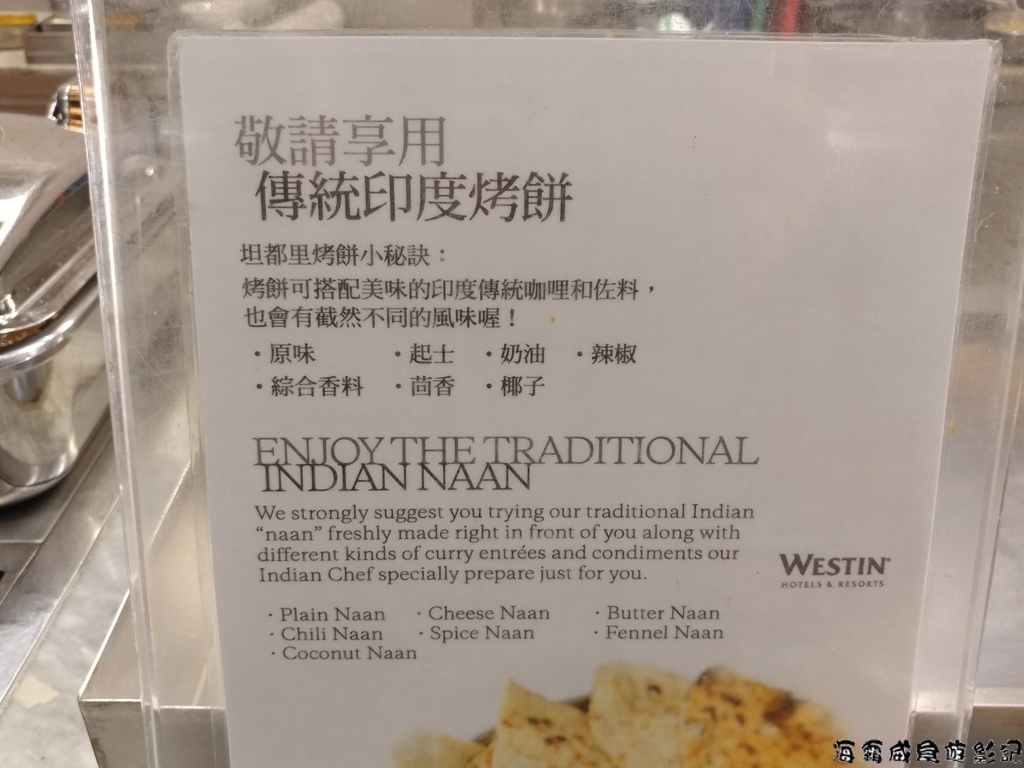 敬請享用
傳統印度烤餅
坦都里烤餅小秘訣：
烤餅可搭配美味的印度傳統咖哩和佐料，
也會有截然不同的風味喔！
·原味 ·起士 ·奶油 ·辣椒
·綜合香料 ·茴香 ·椰子
ENJOY THE TRADITIONAL
INDIAN NAAN
We strongly suggest you trying our traditional Indian
“naan” freshly made right in front of you along with
different kinds of curry entrées and condiments our
Indian Chef specially prepare just for you.
WESTIN®
HOTELS & RESORTS
· Plain Naan · Cheese Naan · Butter Naan
· Chili Naan · Spice Naan · Fennel Naan
· Coconut Naan
海霸咸食遊影記